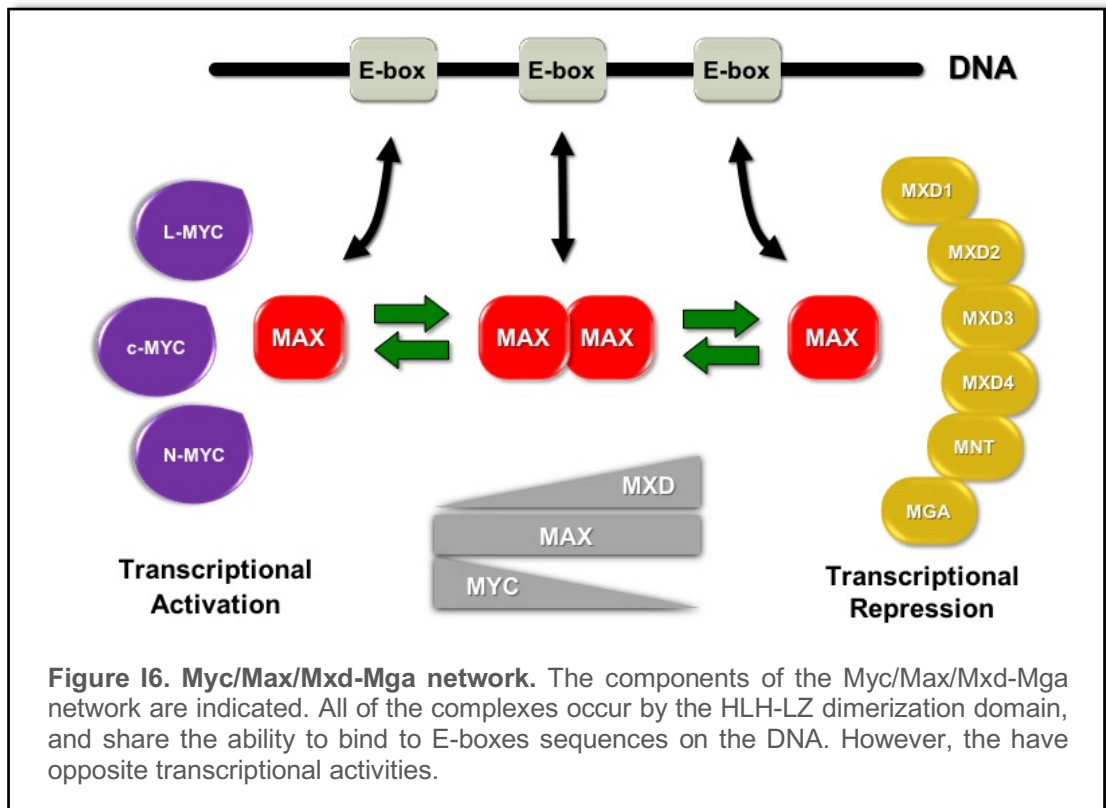 E-box E-box E-box DNA
MXD1
L-MYC
MXD2
MXD3
c-MYC MAX MAX MAX MAX
MXD4
N-MYC MNT
MXD
MGA
MAX
Transcriptional Transcriptional
MYC
Activation Repression
Figure I6. Myc/Max/Mxd-Mga network. The components of the Myc/Max/Mxd-Mga
network are indicated. All of the complexes occur by the HLH-LZ dimerization domain,
and share the ability to bind to E-boxes sequences on the DNA. However, the have
opposite transcriptional activities.